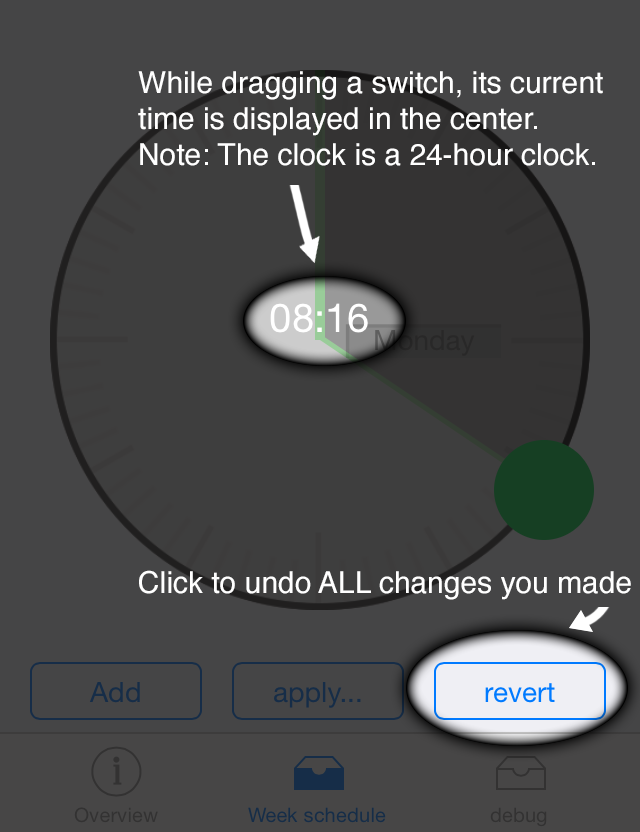 While dragging a switch, its current
time is displayed in the center.
Note: The clock is a 24-hour clock.
08:16
Monday
Click to undo ALL changes you made
Add
apply...
revert
Overview
Week schedule
debug